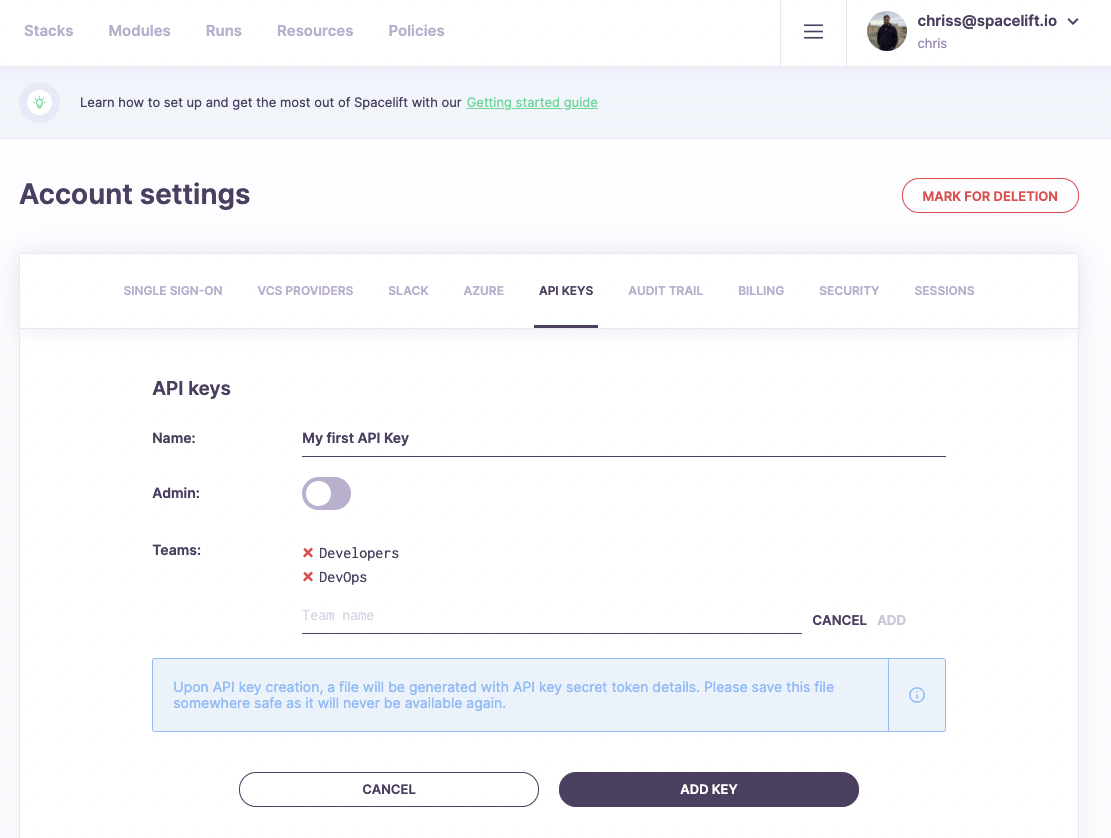 Stacks Modules Runs Resources Policies
chriss@spacelift.io
chris
Learn how to set up and get the most out of Spacelift with our Getting started guide
Account settings
MARK FOR DELETION
SINGLE SIGN-ON VCS PROVIDERS SLACK AZURE API KEYS AUDIT TRAIL BILLING SECURITY SESSIONS
API keys
Name: My first API Key
Admin:
Teams:
Developers
DevOps
Team name CANCEL ADD
Upon API key creation, a file will be generated with API key secret token details. Please save this file
somewhere safe as it will never be available again.
CANCEL ADD KEY